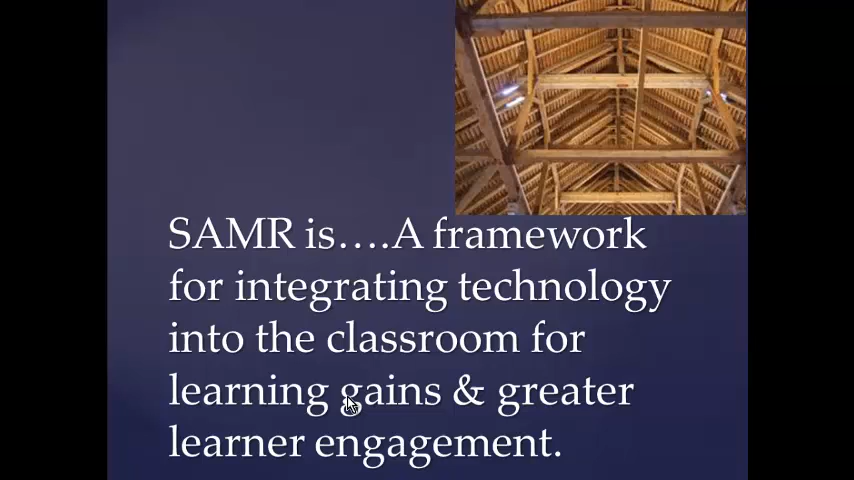 SAMR is….A framework
for integrating technology
into the classroom for
learning gains & greater
learner engagement.